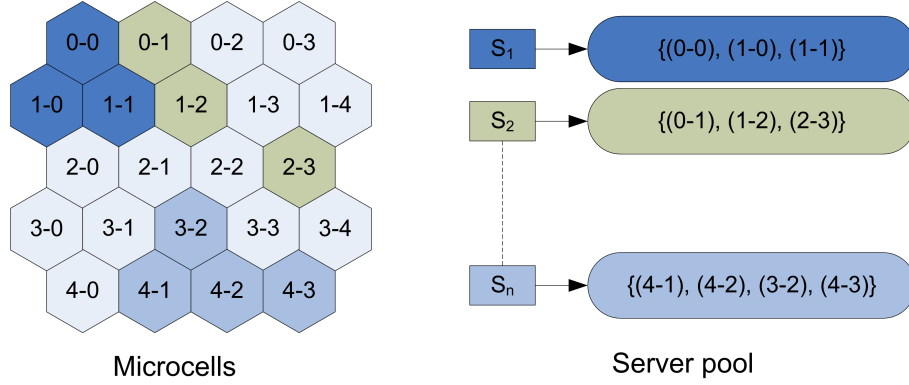 0-0 0-1 0-2 0-3
1-0 1-1 1-2 1-3 1-4
2-0 2-1 2-2 2-3
3-0 3-1 3-2 3-3 3-4
4-0 4-1 4-2 4-3
Microcells
S1 {(0-0), (1-0), (1-1)}
S2 {(0-1), (1-2), (2-3)}
Sn {(4-1), (4-2), (3-2), (4-3)}
Server pool